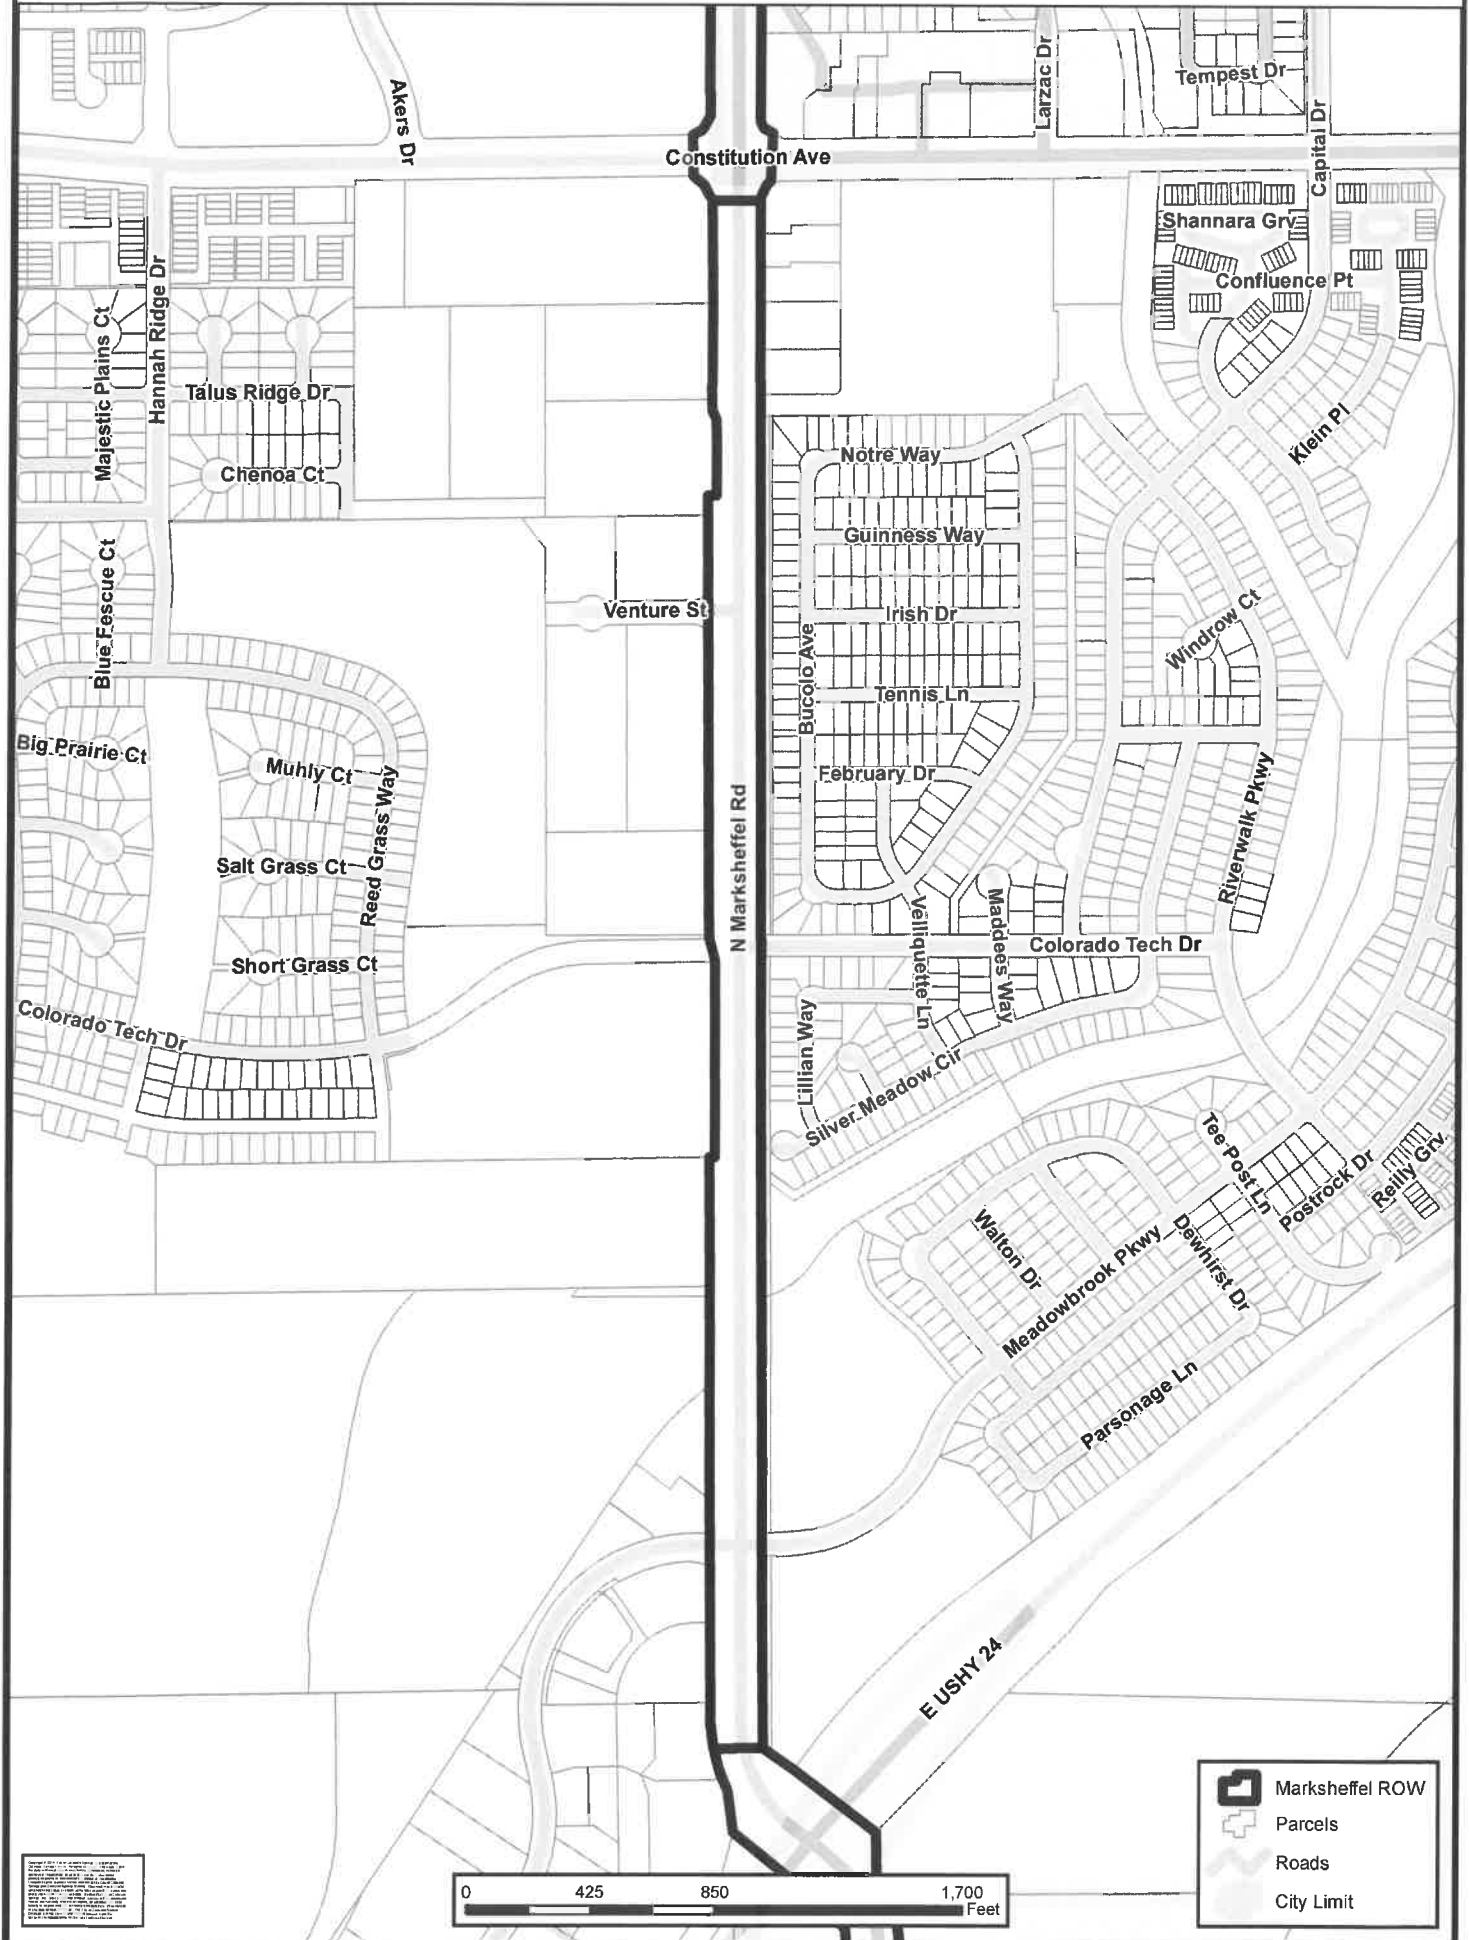 Akers Dr
Larzac Dr
Tempest Dr
Capital Dr
Constitution Ave
Shannara Grv
Confluence Pt
Hannah Ridge Dr
Majestic Plains Ct
Talus Ridge Dr
Chenoa Ct
Klein Pl
Notre Way
Guinness Way
Blue Fescue Ct
Venture St
Irish Dr
Windrow Ct
Bucolo Ave
Tennis Ln
Big Prairie Ct
Muhly Ct
February Dr
Reed Grass Way
N Marksheffel Rd
Riverwalk Pkwy
Salt Grass Ct
Velliquette Ln
Maddees Way
Colorado Tech Dr
Short Grass Ct
Colorado Tech Dr
Lillian Way
Silver Meadow Cir
Tee Post Ln
Postrock Dr
Reilly Grv
Walton Dr
Meadowbrook Pkwy
Dewhirst Dr
Parsonage Ln
E USHY 24
Marksheffel ROW
Parcels
Roads
City Limit
0 425 850 1,700
Feet